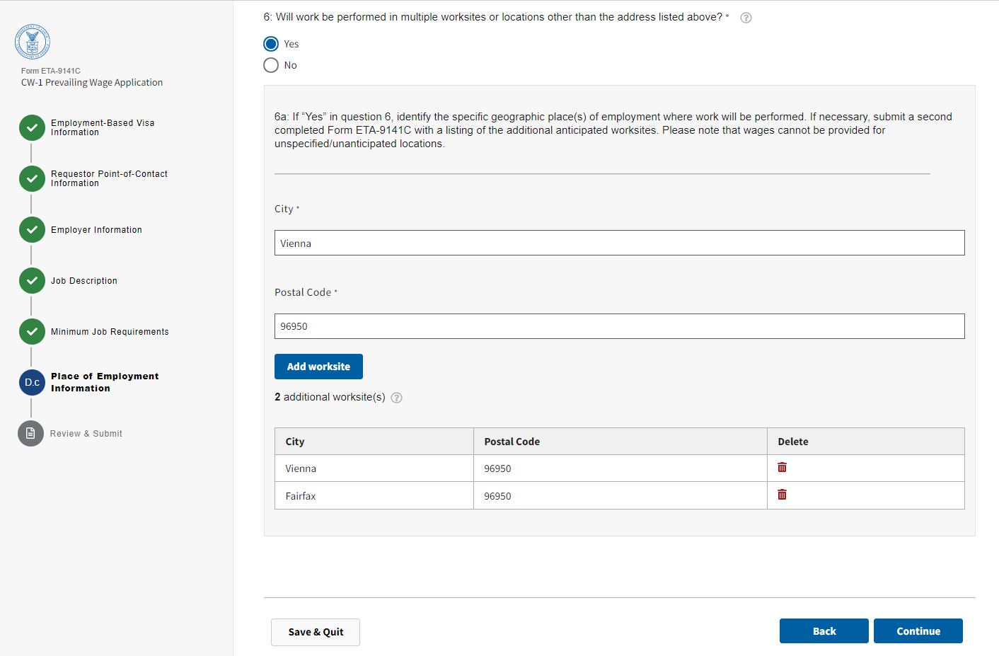 6: Will work be performed in multiple worksites or locations other than the address listed above? *
Yes
No
Form ETA-9141C
CW-1 Prevailing Wage Application
Employment-Based Visa
Information
Requestor Point-of-Contact
Information
Employer Information
Job Description
Minimum Job Requirements
D.c
Place of Employment
Information
Review & Submit
6a: If “Yes” in question 6, identify the specific geographic place(s) of employment where work will be performed. If necessary, submit a second
completed Form ETA-9141C with a listing of the additional anticipated worksites. Please note that wages cannot be provided for
unspecified/unanticipated locations.
City *
Vienna
Postal Code *
96950
Add worksite
2 additional worksite(s)
City Postal Code Delete
Vienna 96950
Fairfax 96950
Save & Quit
Back
Continue